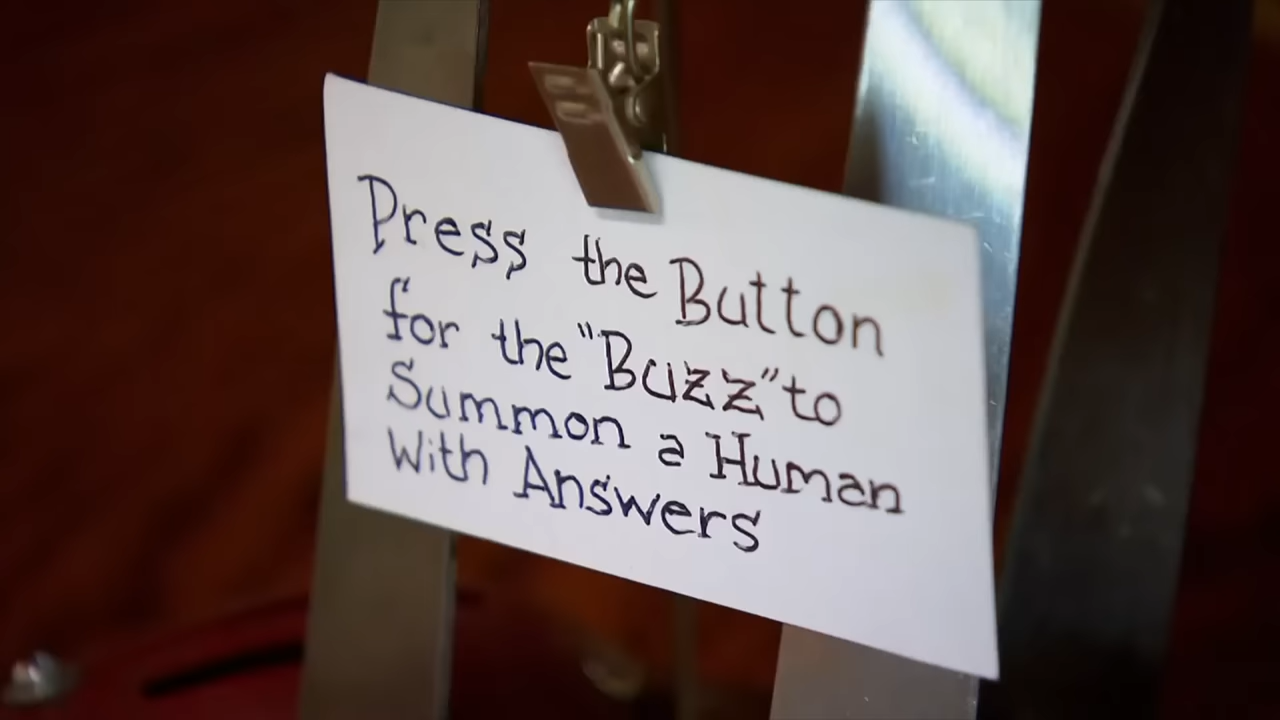 Press the Button
for the "Buzz" to
Summon a Human
With Answers